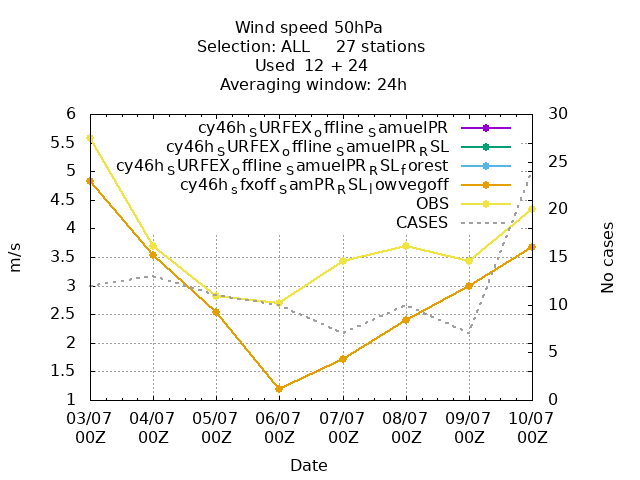 Wind speed 50hPa
Selection: ALL 27 stations
Used 12 + 24
Averaging window: 24h
cy46h_SURFEX_offline_SamuelPR
cy46h_SURFEX_offline_SamuelPR_RSL
cy46h_SURFEX_offline_SamuelPR_RSL_forest
cy46h_sfxoff_SamPR_RSL_lowvegoff
OBS
CASES
6
5.5
5
4.5
4
3.5
3
2.5
2
1.5
1
m/s
30
25
20
15
10
5
0
No cases
03/07 04/07 05/07 06/07 07/07 08/07 09/07 10/07
00Z 00Z 00Z 00Z 00Z 00Z 00Z 00Z
Date